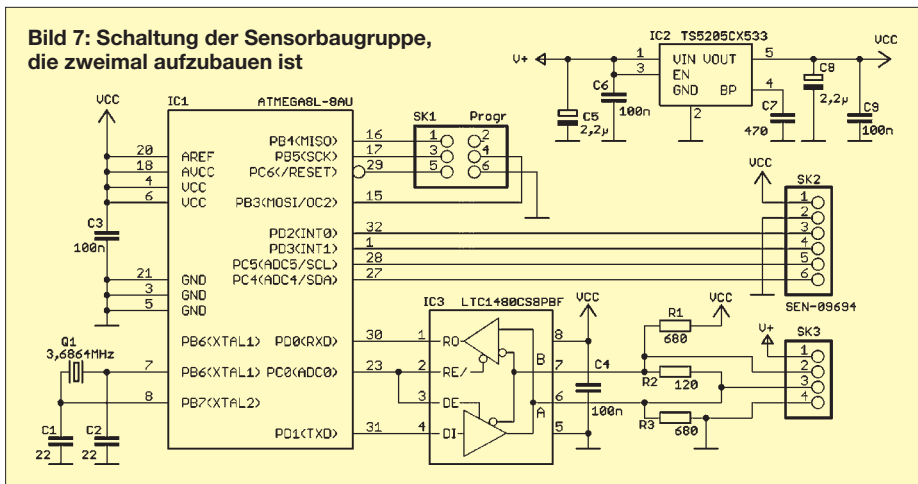 Bild 7: Schaltung der Sensorbaugruppe,
die zweimal aufzubauen ist
IC2 TS5205CX533
V+
1 VIN VOUT 5
3 EN
GND BP 4
2
C5
2,2µ
C6
100n
C7
470
C8
2,2µ
C9
100n
VCC
VCC
IC1
ATMEGA8L-8AU
20 AREF
18 AVCC
4 VCC
6 VCC
C3
100n
21 GND
3 GND
5 GND
PB6(XTAL1)
7 PB6(XTAL1)
8 PB7(XTAL2)
Q1
3,6864MHz
C1
22
C2
22
PB4(MISO) 16
PB5(SCK) 17
PC6(/RESET) 29
PB3(MOSI/OC2) 15
PD2(INT0) 32
PD3(INT1) 1
PC5(ADC5/SCL) 28
PC4(ADC4/SDA) 27
PD0(RXD) 30
PC0(ADC0) 23
PD1(TXD) 31
SK1 Progr
1 2
3 4
5 6
VCC
SK2
1
2
3
4
5
6
SEN-09694
IC3 LTC1480CS8PBF
1 RO
2 RE/
3 DE
4 DI
8
B 7
A 6
5
VCC
C4
100n
R1
680
VCC
R2 120
R3
680
V+
SK3
1
2
3
4